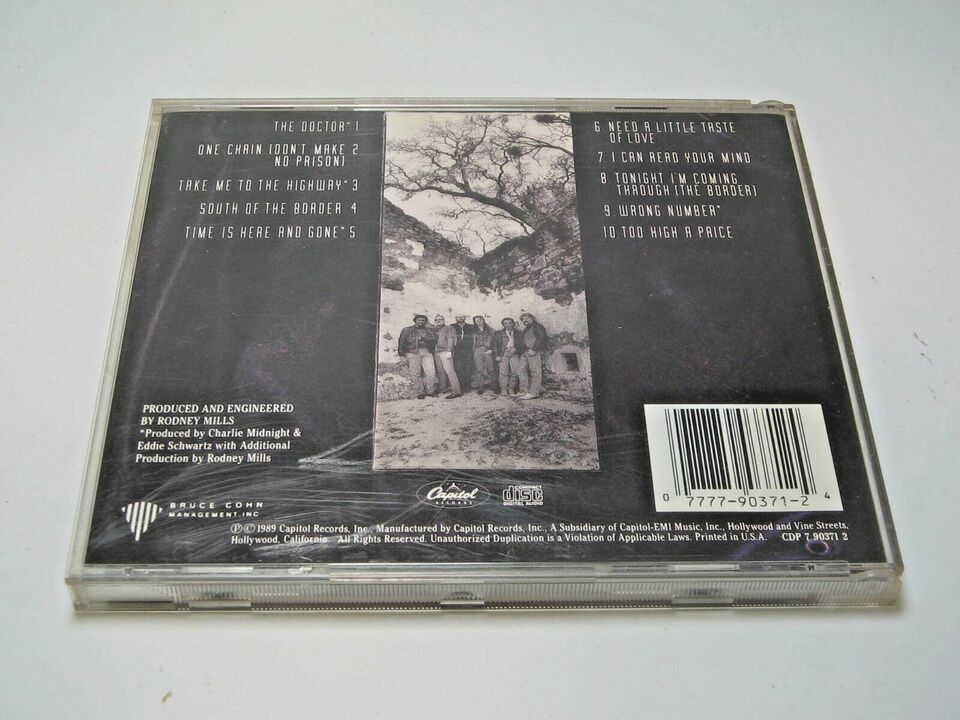 THE DOCTOR* 1
ONE CHAIN (DON'T MAKE 2
NO PRISON)
TAKE ME TO THE HIGHWAY* 3
SOUTH OF THE BORDER 4
TIME IS HERE AND GONE* 5
6. NEED A LITTLE TASTE
OF LOVE
7. I CAN READ YOUR MIND
8. TONIGHT I'M COMING
THROUGH (THE BORDER)
9. WRONG NUMBER*
10. TOO HIGH A PRICE
PRODUCED AND ENGINEERED
BY RODNEY MILLS
*Produced by Charlie Midnight &
Eddie Schwartz with Additional
Production by Rodney Mills
BRUCE COHN
MANAGEMENT, INC
Capitol
RECORDS
COMPACT
disc
DIGITAL AUDIO
0 7777-90371-2 4
Ⓟ © 1989 Capitol Records, Inc., Manufactured by Capitol Records, Inc., A Subsidiary of Capitol-EMI Music, Inc., Hollywood and Vine Streets,
Hollywood, California. All Rights Reserved. Unauthorized Duplication is a Violation of Applicable Laws. Printed in U.S.A. CDP 7 90371 2